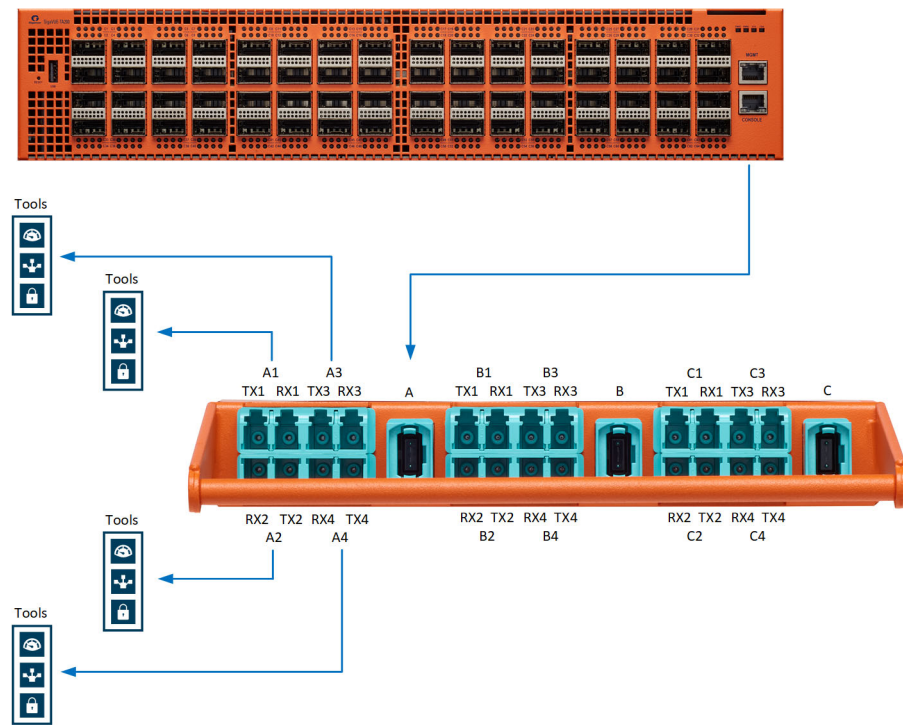 MGMT
CONSOLE
Tools
Tools
A1 A3 B1 B3 C1 C3
TX1 RX1 TX3 RX3 A TX1 RX1 TX3 RX3 B TX1 RX1 TX3 RX3 C
RX2 TX2 RX4 TX4 RX2 TX2 RX4 TX4 RX2 TX2 RX4 TX4
A2 A4 B2 B4 C2 C4
Tools
Tools